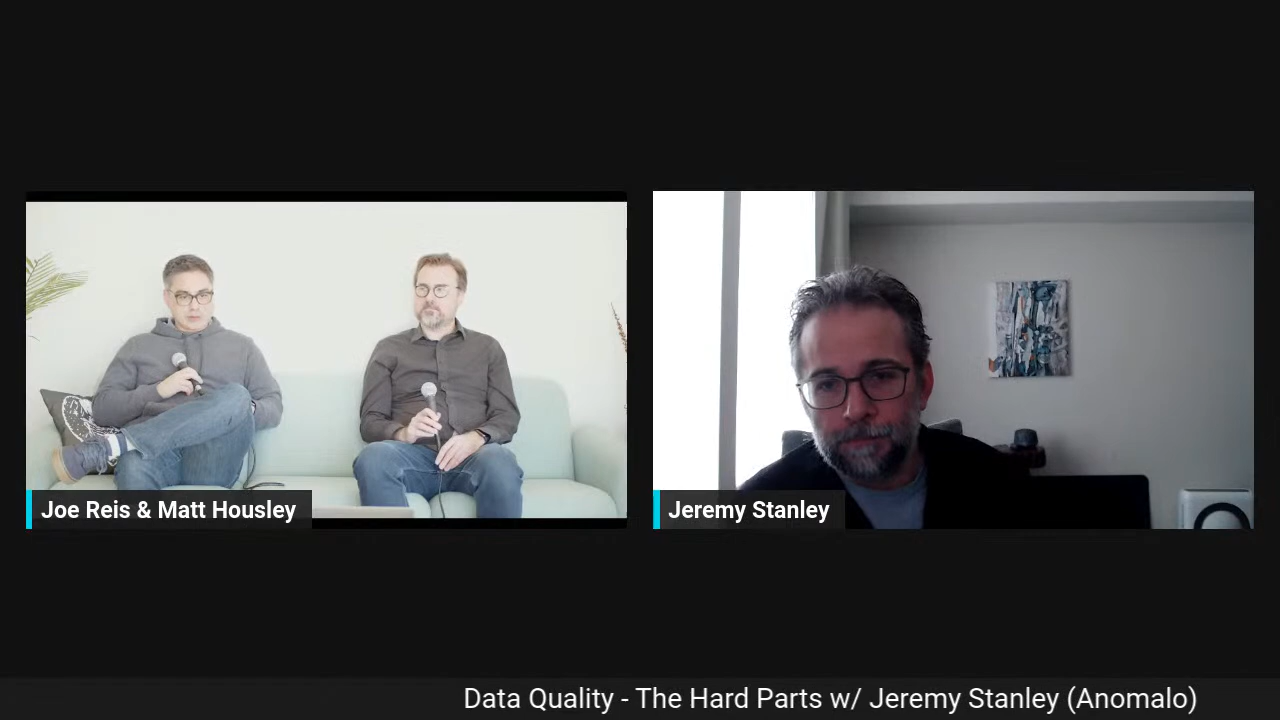 Joe Reis & Matt Housley
Jeremy Stanley
Data Quality - The Hard Parts w/ Jeremy Stanley (Anomalo)